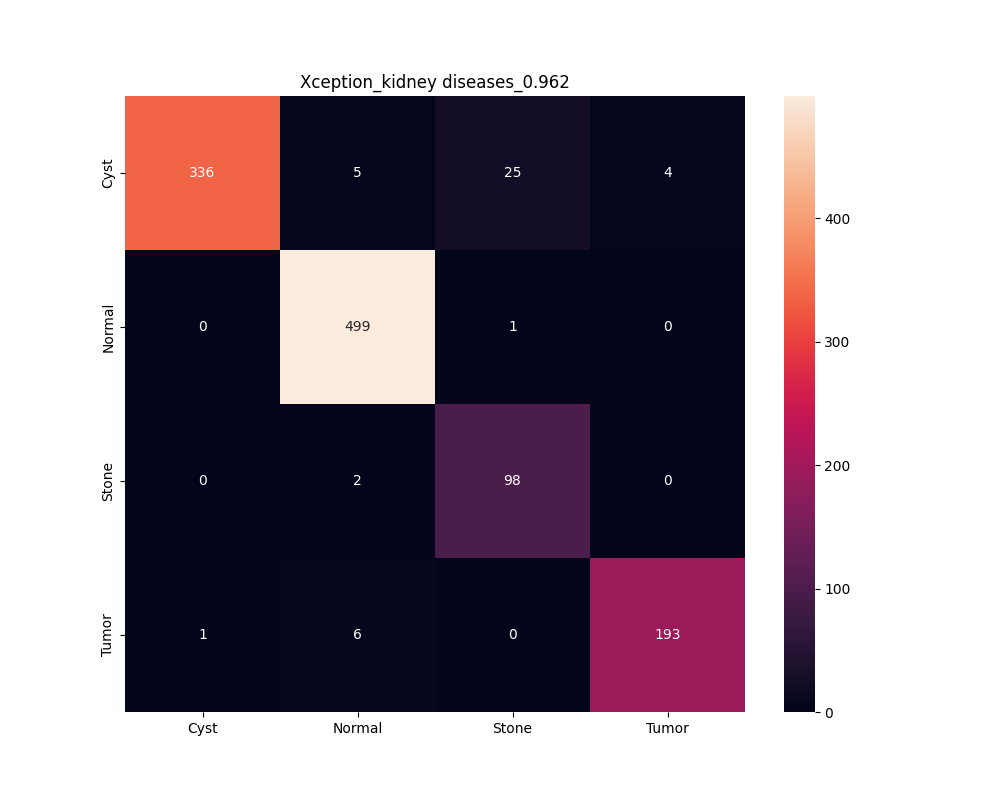 Xception_kidney diseases_0.962
Cyst 336 5 25 4
Normal 0 499 1 0
Stone 0 2 98 0
Tumor 1 6 0 193
Cyst Normal Stone Tumor
400
300
200
100
0